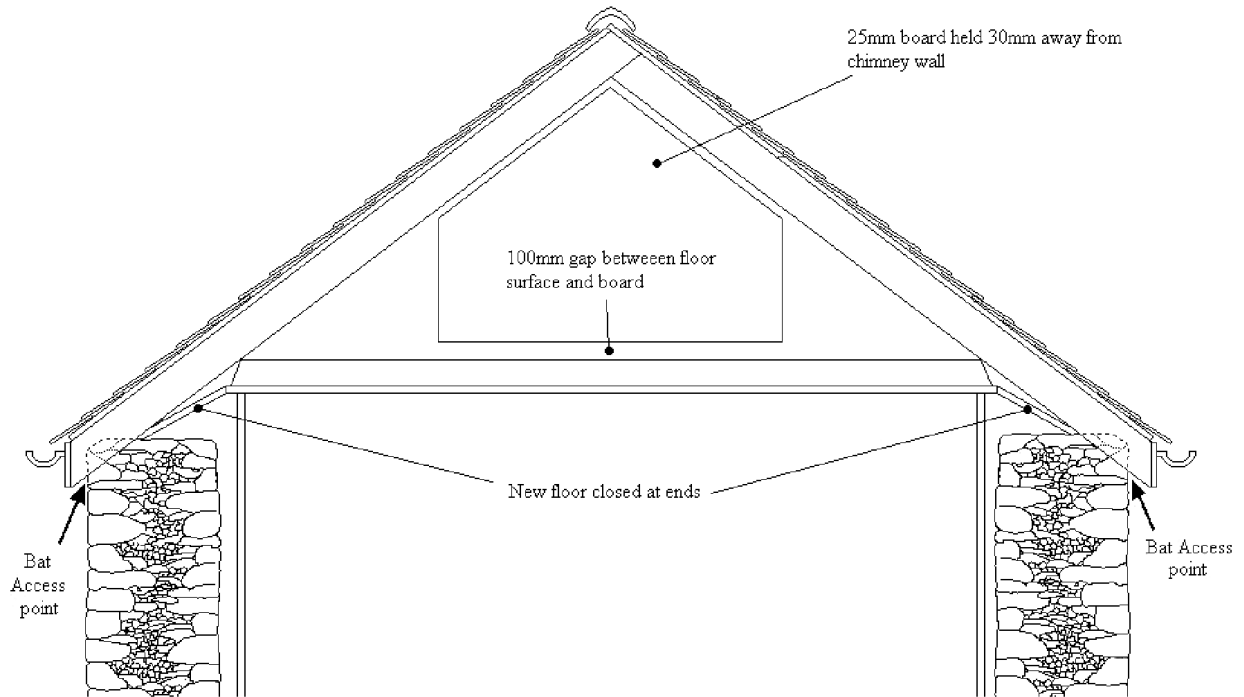 25mm board held 30mm away from
chimney wall
100mm gap betweeen floor
surface and board
New floor closed at ends
Bat
Access
point
Bat Access
point